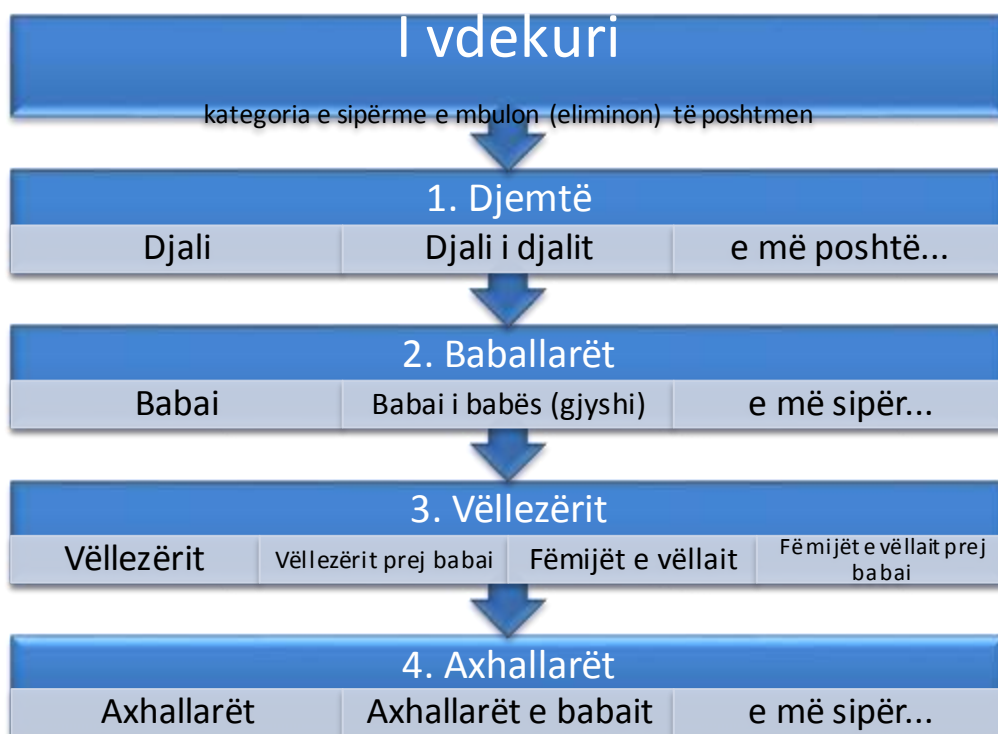 I vdekuri
kategoria e sipërme e mbulon (eliminon) të poshtmen
1. Djemtë
Djali
Djali i djalit
e më poshtë...
2. Baballarët
Babai
Babai i babës (gjyshi)
e më sipër...
3. Vëllezërit
Vëllezërit
Vëllezërit prej babai
Fëmijët e vëllait
Fëmijët e vëllait prej
babai
4. Axhallarët
Axhallarët
Axhallarët e babait
e më sipër...